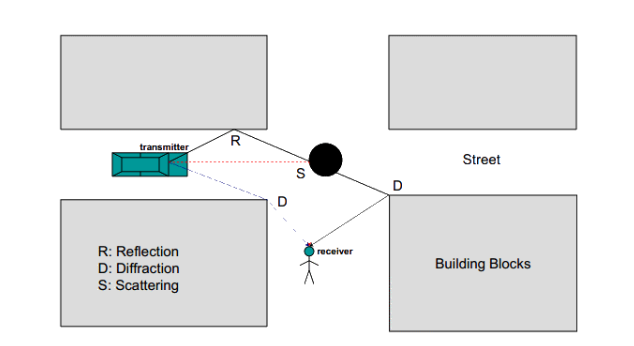 transmitter
R
Street
S
D
D
receiver
R: Reflection
D: Diffraction
S: Scattering
Building Blocks